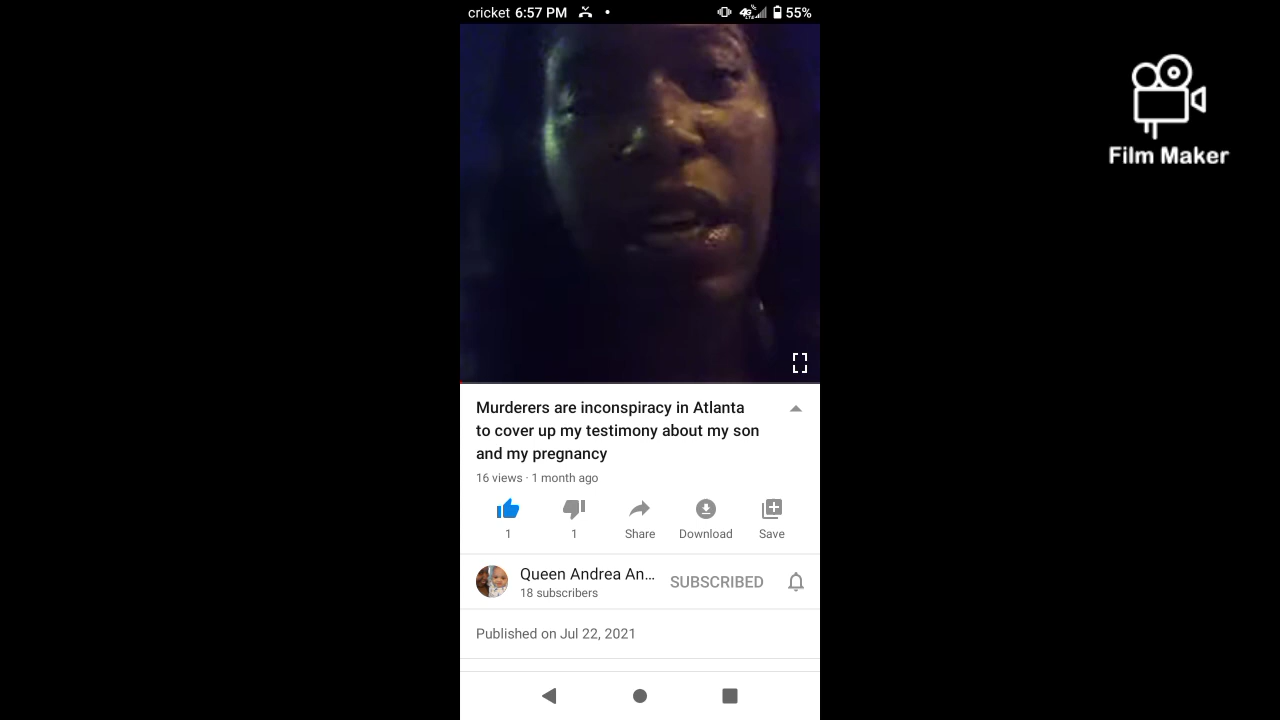 cricket 6:57 PM
4G
LTE
55%
Film Maker
Murderers are inconspiracy in Atlanta
to cover up my testimony about my son
and my pregnancy
16 views · 1 month ago
1
1
Share
Download
Save
Queen Andrea An...
SUBSCRIBED
18 subscribers
Published on Jul 22, 2021